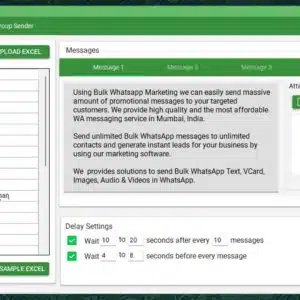 roup Sender
PLOAD EXCEL
Messages
Message 1
Message 2
Message 3
Atta
Using Bulk Whatsapp Marketing we can easily send massive
amount of promotional messages to your targeted
customers. We provide high quality and the most affordable
WA messaging service in Mumbai, India.
Send unlimited Bulk WhatsApp messages to unlimited
contacts and generate instant leads for your business by
using our marketing software.
We provides solutions to send Bulk WhatsApp Text, VCard,
Images, Audio & Videos in WhatsApp.
Delay Settings
Wait 10 to 20 seconds after every 10 messages
Wait 4 to 8 seconds before every message
SAMPLE EXCEL